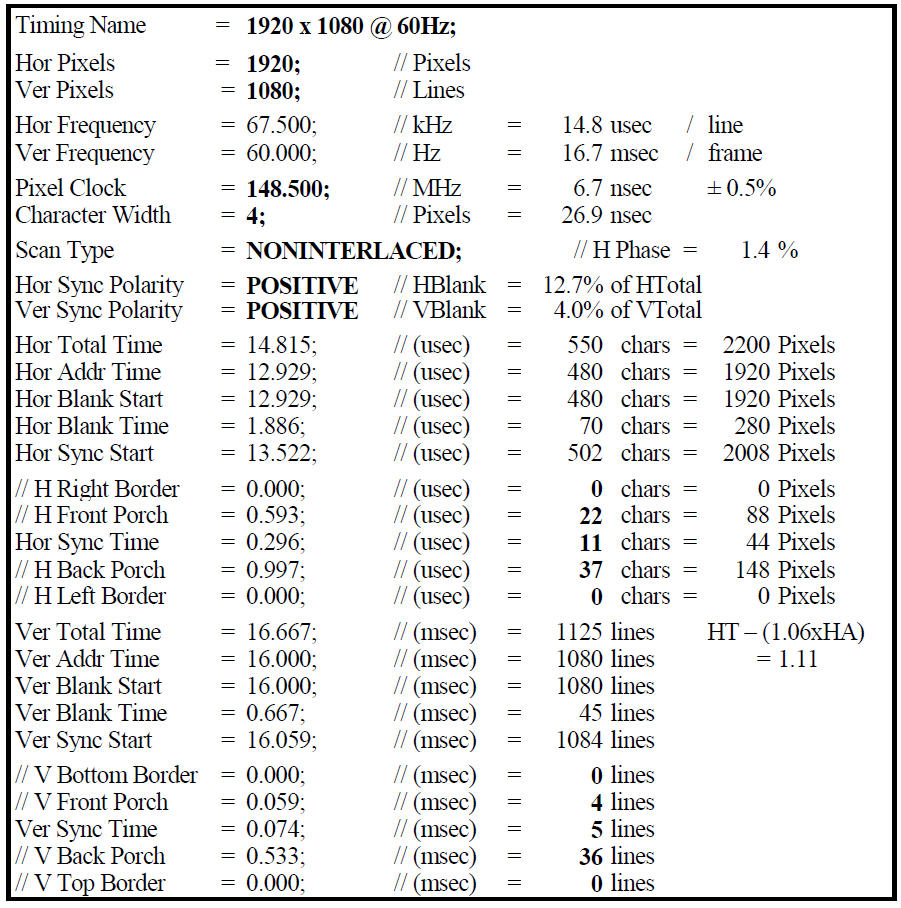 Timing Name = 1920 x 1080 @ 60Hz;
Hor Pixels = 1920; // Pixels
Ver Pixels = 1080; // Lines
Hor Frequency = 67.500; // kHz = 14.8 usec / line
Ver Frequency = 60.000; // Hz = 16.7 msec / frame
Pixel Clock = 148.500; // MHz = 6.7 nsec ± 0.5%
Character Width = 4; // Pixels = 26.9 nsec
Scan Type = NONINTERLACED; // H Phase = 1.4 %
Hor Sync Polarity = POSITIVE // HBlank = 12.7% of HTotal
Ver Sync Polarity = POSITIVE // VBlank = 4.0% of VTotal
Hor Total Time = 14.815; // (usec) = 550 chars = 2200 Pixels
Hor Addr Time = 12.929; // (usec) = 480 chars = 1920 Pixels
Hor Blank Start = 12.929; // (usec) = 480 chars = 1920 Pixels
Hor Blank Time = 1.886; // (usec) = 70 chars = 280 Pixels
Hor Sync Start = 13.522; // (usec) = 502 chars = 2008 Pixels
// H Right Border = 0.000; // (usec) = 0 chars = 0 Pixels
// H Front Porch = 0.593; // (usec) = 22 chars = 88 Pixels
Hor Sync Time = 0.296; // (usec) = 11 chars = 44 Pixels
// H Back Porch = 0.997; // (usec) = 37 chars = 148 Pixels
// H Left Border = 0.000; // (usec) = 0 chars = 0 Pixels
Ver Total Time = 16.667; // (msec) = 1125 lines HT – (1.06xHA)
Ver Addr Time = 16.000; // (msec) = 1080 lines = 1.11
Ver Blank Start = 16.000; // (msec) = 1080 lines
Ver Blank Time = 0.667; // (msec) = 45 lines
Ver Sync Start = 16.059; // (msec) = 1084 lines
// V Bottom Border = 0.000; // (msec) = 0 lines
// V Front Porch = 0.059; // (msec) = 4 lines
Ver Sync Time = 0.074; // (msec) = 5 lines
// V Back Porch = 0.533; // (msec) = 36 lines
// V Top Border = 0.000; // (msec) = 0 lines